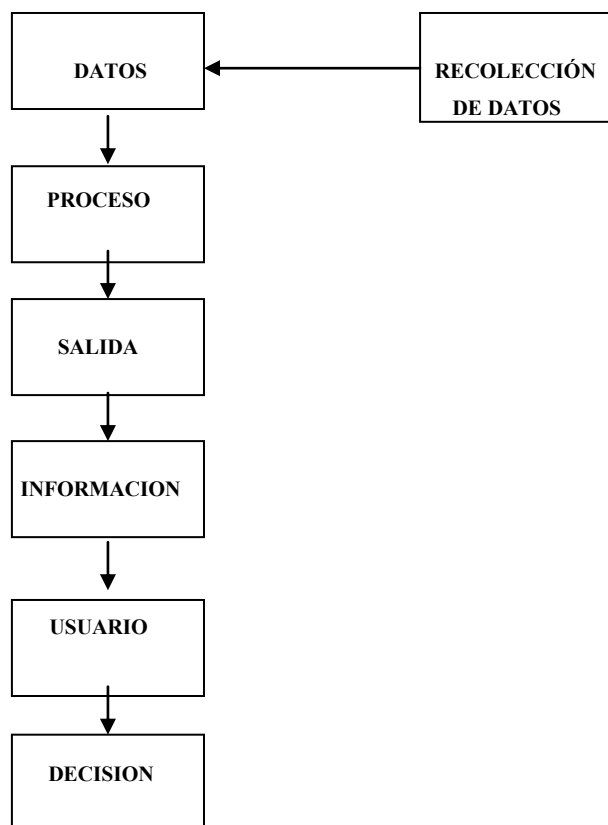 DATOS
RECOLECCIÓN
DE DATOS
PROCESO
SALIDA
INFORMACION
USUARIO
DECISION